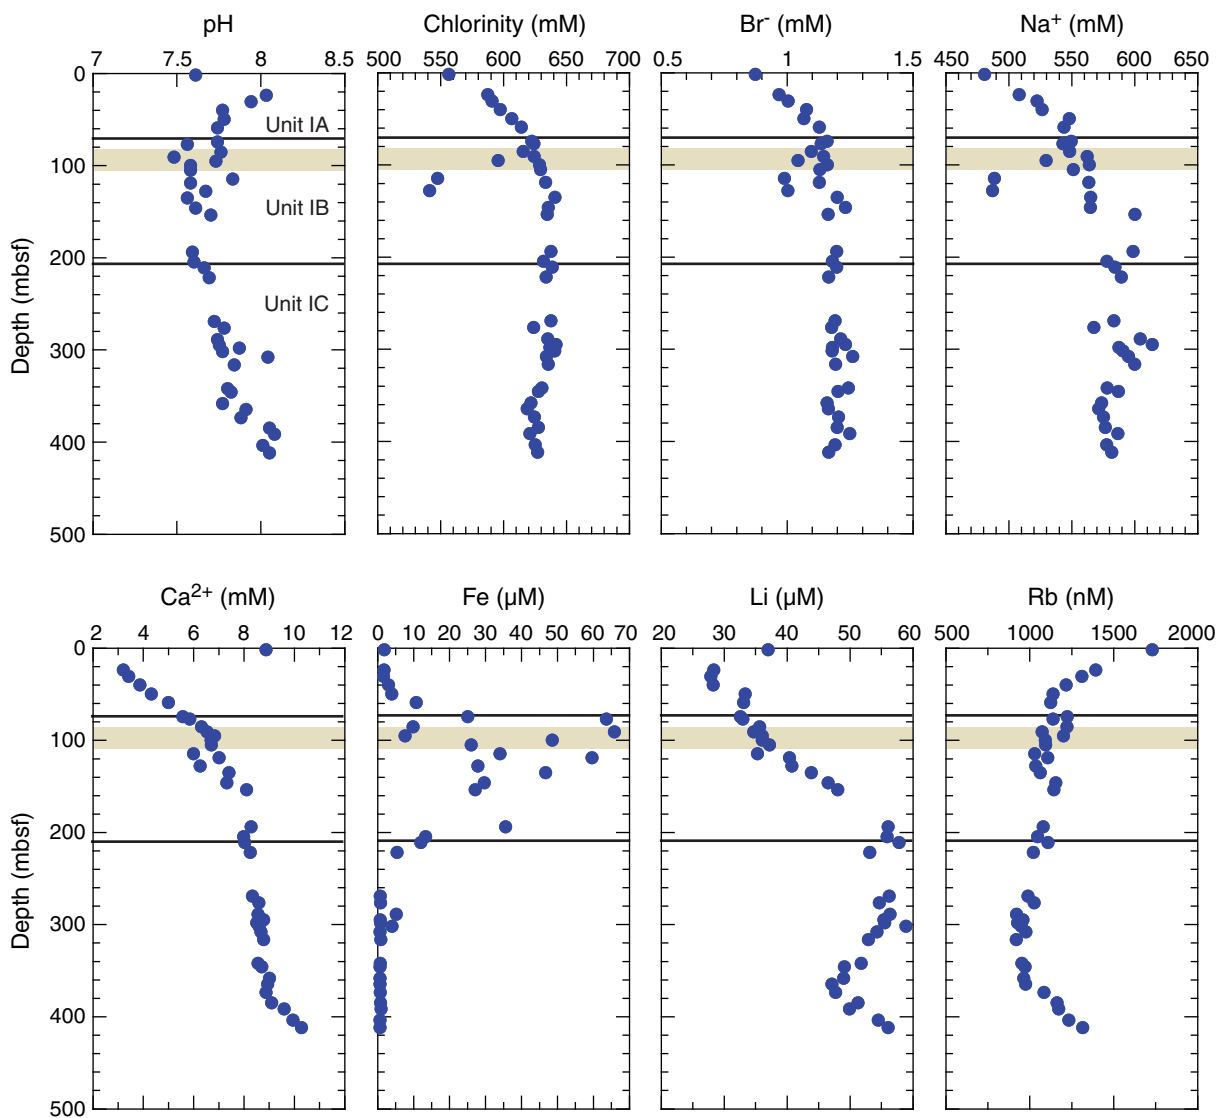 pH Chlorinity (mM) Br⁻ (mM) Na⁺ (mM)
7 7.5 8 8.5 500 550 600 650 700 0.5 1 1.5 450 500 550 600 650
0
100
200
300
400
500
Depth (mbsf)
Unit IA
Unit IB
Unit IC
Ca²⁺ (mM) Fe (µM) Li (µM) Rb (nM)
2 4 6 8 10 12 0 10 20 30 40 50 60 70 20 30 40 50 60 500 1000 1500 2000
0
100
200
300
400
500
Depth (mbsf)